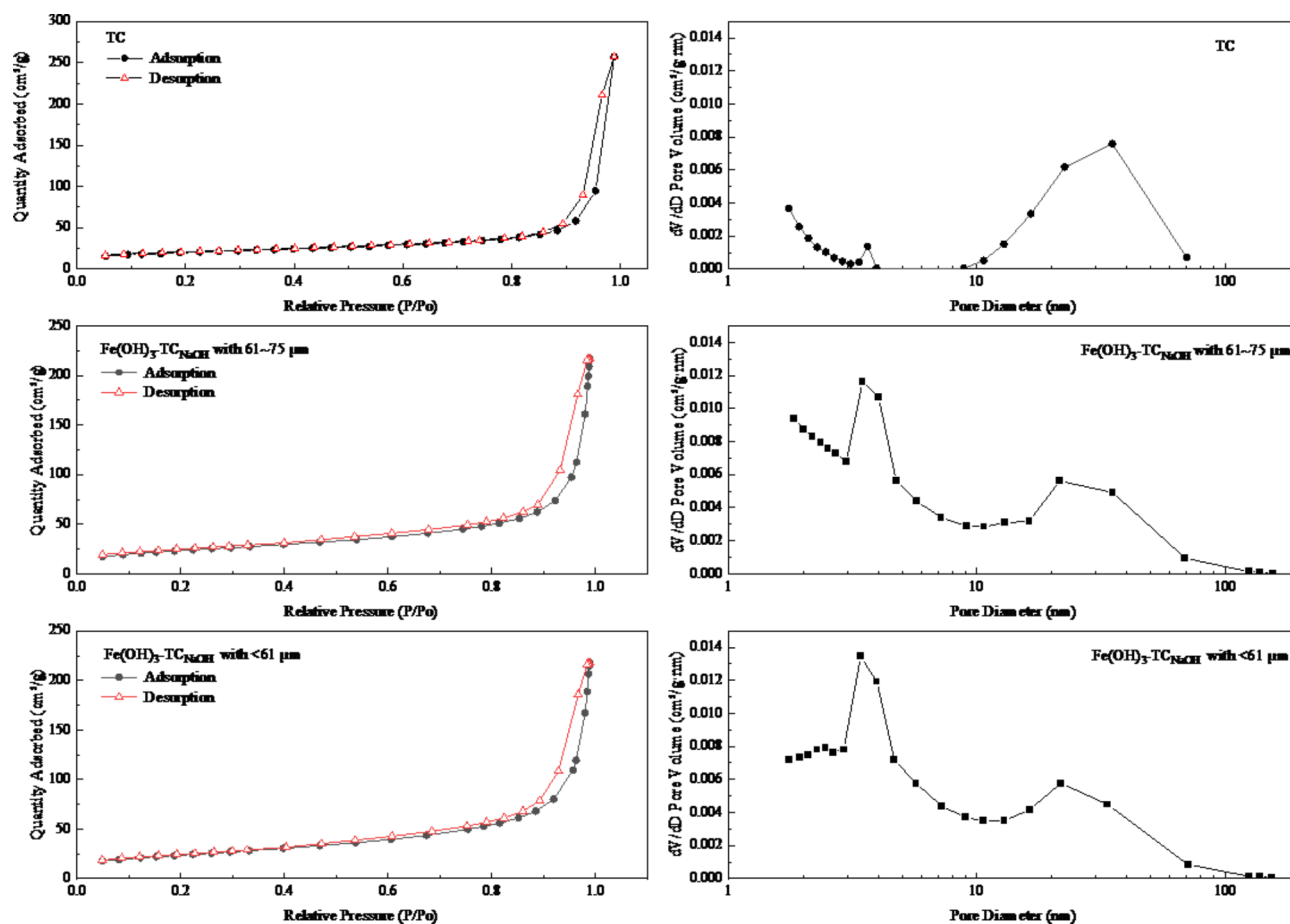 TC
Adsorption
Desorption
Quantity Adsorbed (cm³/g)
300
250
200
150
100
50
0
0.0 0.2 0.4 0.6 0.8 1.0
Relative Pressure (P/Po)
TC
dV/dD Pore Volume (cm³/g·nm)
0.014
0.012
0.010
0.008
0.006
0.004
0.002
0.000
1 10 100
Pore Diameter (nm)
Fe(OH)₃-TC_NaOH with 61~75 μm
Adsorption
Desorption
Quantity Adsorbed (cm³/g)
250
200
150
100
50
0
0.0 0.2 0.4 0.6 0.8 1.0
Relative Pressure (P/Po)
Fe(OH)₃-TC_NaOH with 61~75 μm
dV/dD Pore Volume (cm³/g·nm)
0.014
0.012
0.010
0.008
0.006
0.004
0.002
0.000
1 10 100
Pore Diameter (nm)
Fe(OH)₃-TC_NaOH with <61 μm
Adsorption
Desorption
Quantity Adsorbed (cm³/g)
250
200
150
100
50
0
0.0 0.2 0.4 0.6 0.8 1.0
Relative Pressure (P/Po)
Fe(OH)₃-TC_NaOH with <61 μm
dV/dD Pore Volume (cm³/g·nm)
0.014
0.012
0.010
0.008
0.006
0.004
0.002
0.000
1 10 100
Pore Diameter (nm)